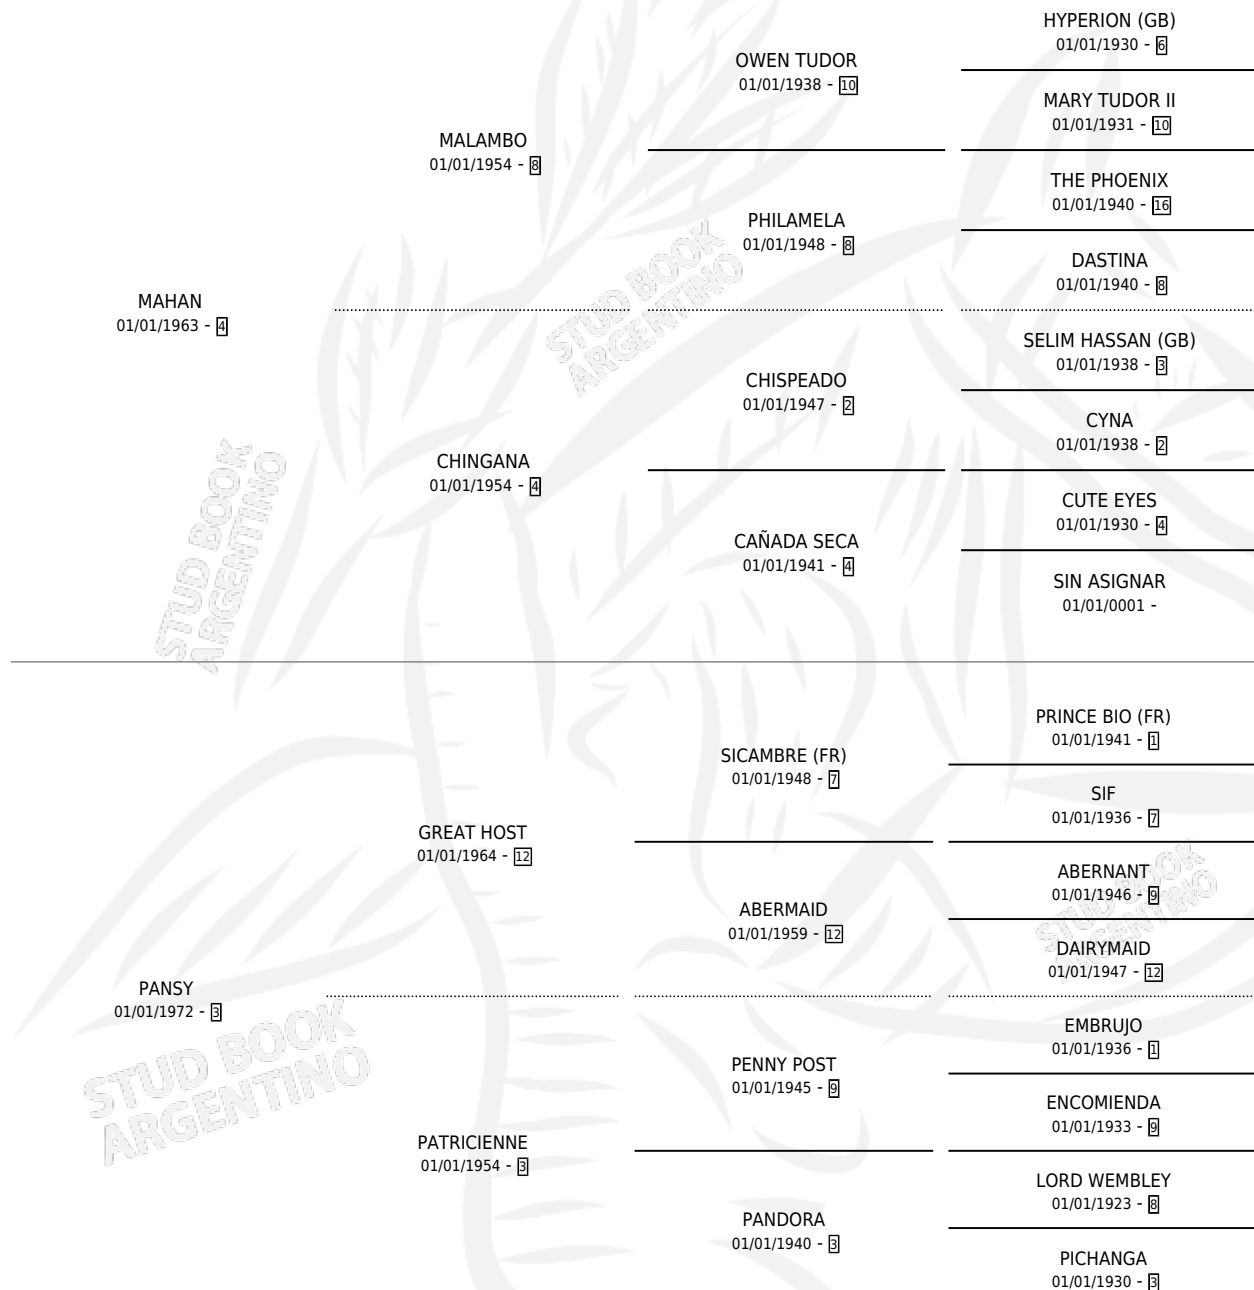 HYPERION (GB)
01/01/1930 - 6
OWEN TUDOR
01/01/1938 - 10
MARY TUDOR II
01/01/1931 - 10
MALAMBO
01/01/1954 - 8
THE PHOENIX
01/01/1940 - 16
PHILAMELA
01/01/1948 - 8
DASTINA
01/01/1940 - 8
MAHAN
01/01/1963 - 4
SELIM HASSAN (GB)
01/01/1938 - 3
CHISPEADO
01/01/1947 - 2
CYNA
01/01/1938 - 2
CHINGANA
01/01/1954 - 4
CUTE EYES
01/01/1930 - 4
CAÑADA SECA
01/01/1941 - 4
SIN ASIGNAR
01/01/0001 -
PRINCE BIO (FR)
01/01/1941 - 1
SICAMBRE (FR)
01/01/1948 - 7
SIF
01/01/1936 - 7
GREAT HOST
01/01/1964 - 12
ABERNANT
01/01/1946 - 9
ABERMAID
01/01/1959 - 12
DAIRYMAID
01/01/1947 - 12
PANSY
01/01/1972 - 3
EMBRUJO
01/01/1936 - 1
PENNY POST
01/01/1945 - 9
ENCOMIENDA
01/01/1933 - 9
PATRICIENNE
01/01/1954 - 3
LORD WEMBLEY
01/01/1923 - 8
PANDORA
01/01/1940 - 3
PICHANGA
01/01/1930 - 3
STUD BOOK
ARGENTINO
STUD BOOK
ARGENTINO
STUD BOOK
ARGENTINO
STUD BOOK
ARGENTINO